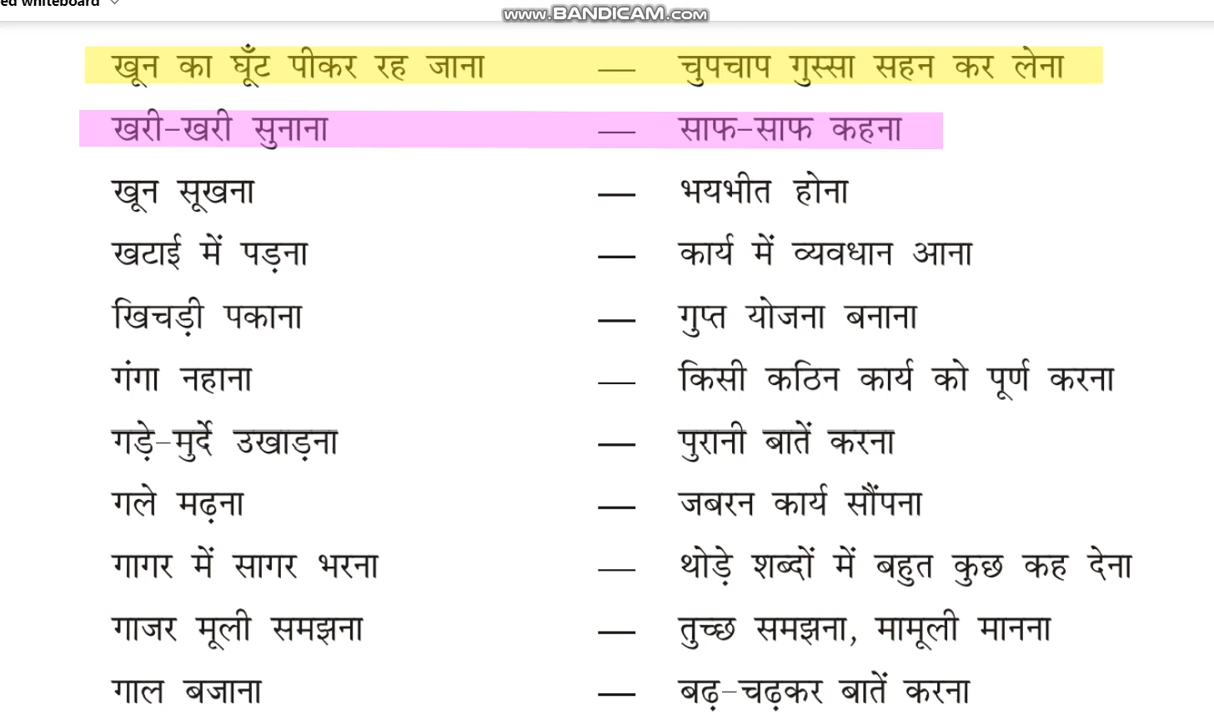 ed whiteboard
www.BANDICAM.com
खून का घूँट पीकर रह जाना — चुपचाप गुस्सा सहन कर लेना
खरी-खरी सुनाना — साफ-साफ कहना
खून सूखना — भयभीत होना
खटाई में पड़ना — कार्य में व्यवधान आना
खिचड़ी पकाना — गुप्त योजना बनाना
गंगा नहाना — किसी कठिन कार्य को पूर्ण करना
गड़े-मुर्दे उखाड़ना — पुरानी बातें करना
गले मढ़ना — जबरन कार्य सौंपना
गागर में सागर भरना — थोड़े शब्दों में बहुत कुछ कह देना
गाजर मूली समझना — तुच्छ समझना, मामूली मानना
गाल बजाना — बढ़-चढ़कर बातें करना